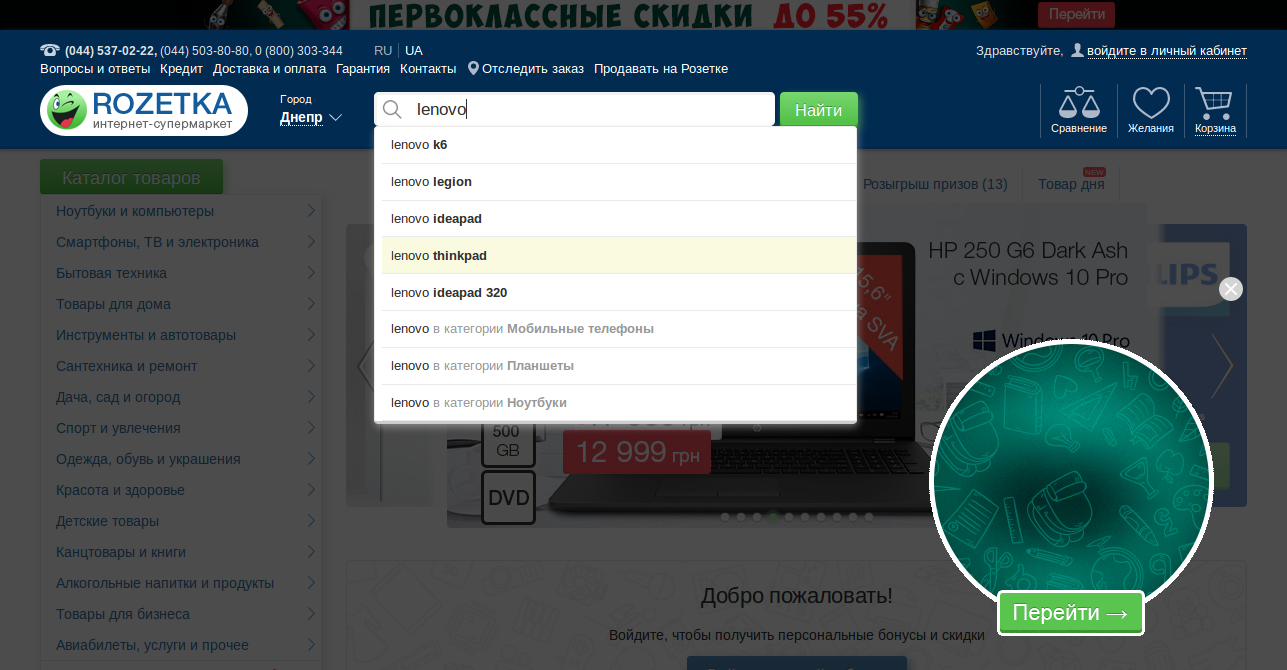 ПЕРВОКЛАССНЫЕ СКИДКИ ДО 55%
Перейти
(044) 537-02-22, (044) 503-80-80, 0 (800) 303-344
RU UA
Здравствуйте, войдите в личный кабинет
Вопросы и ответы Кредит Доставка и оплата Гарантия Контакты Отследить заказ Продавать на Розетке
ROZETKA
интернет-супермаркет
Город
Днепр
lenovo
Найти
Сравнение
Желания
Корзина
lenovo k6
lenovo legion
lenovo ideapad
lenovo thinkpad
lenovo ideapad 320
lenovo в категории Мобильные телефоны
lenovo в категории Планшеты
lenovo в категории Ноутбуки
Каталог товаров
Розыгрыш призов (13)
Товар дня
NEW
Ноутбуки и компьютеры
Смартфоны, ТВ и электроника
Бытовая техника
Товары для дома
Инструменты и автотовары
Сантехника и ремонт
Дача, сад и огород
Спорт и увлечения
Одежда, обувь и украшения
Красота и здоровье
Детские товары
Канцтовары и книги
Алкогольные напитки и продукты
Товары для бизнеса
Авиабилеты, услуги и прочее
HP 250 G6 Dark Ash
с Windows 10 Pro
15,6"
SVA
Windows 10 Pro
500
GB
DVD
12 999 грн
Перейти →
Добро пожаловать!
Войдите, чтобы получить персональные бонусы и скидки